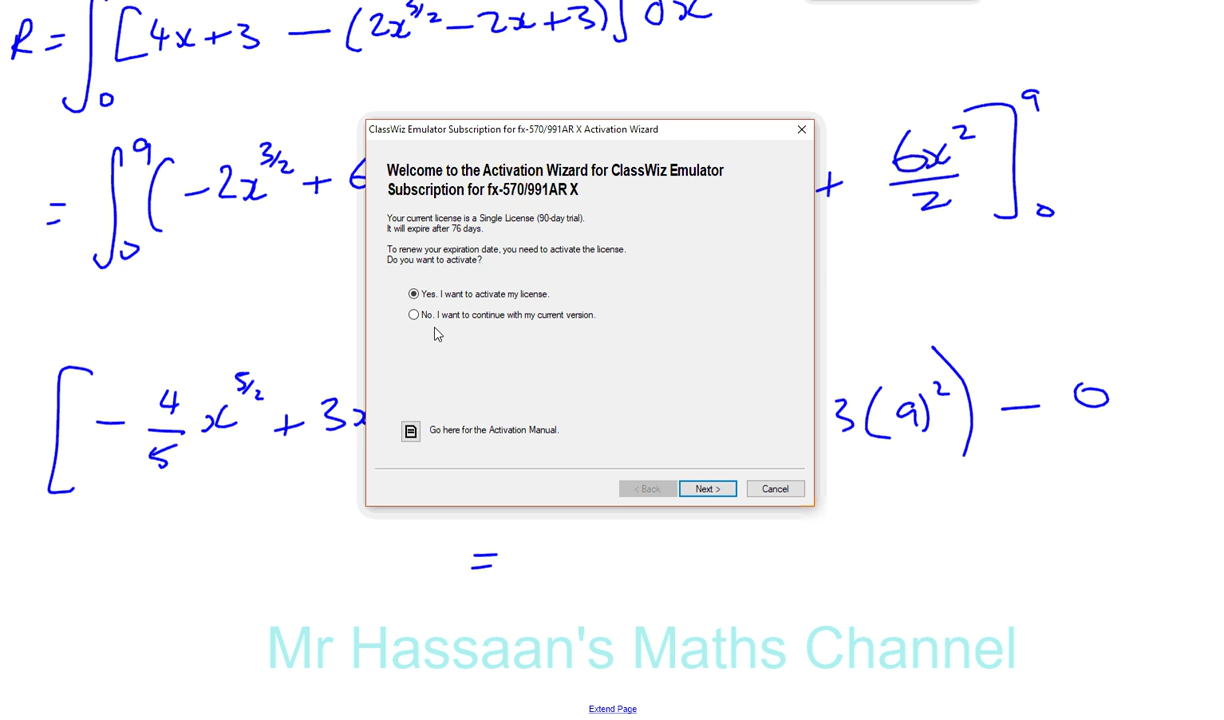 R = ∫₀ [4x+3 − (2x^{3/2} − 2x + 3)] dx
ClassWiz Emulator Subscription for fx-570/991AR X Activation Wizard
= ∫₀⁹ (−2x^{3/2} + 6
+ 6x²/2]₀⁹
Welcome to the Activation Wizard for ClassWiz Emulator
Subscription for fx-570/991AR X
Your current license is a Single License (90-day trial).
It will expire after 76 days.
To renew your expiration date, you need to activate the license.
Do you want to activate?
Yes. I want to activate my license.
No. I want to continue with my current version.
[−4/5 x^{5/2} + 3x
3(9)²) − 0
Go here for the Activation Manual.
< Back
Next >
Cancel
=
Mr Hassaan's Maths Channel
Extend Page